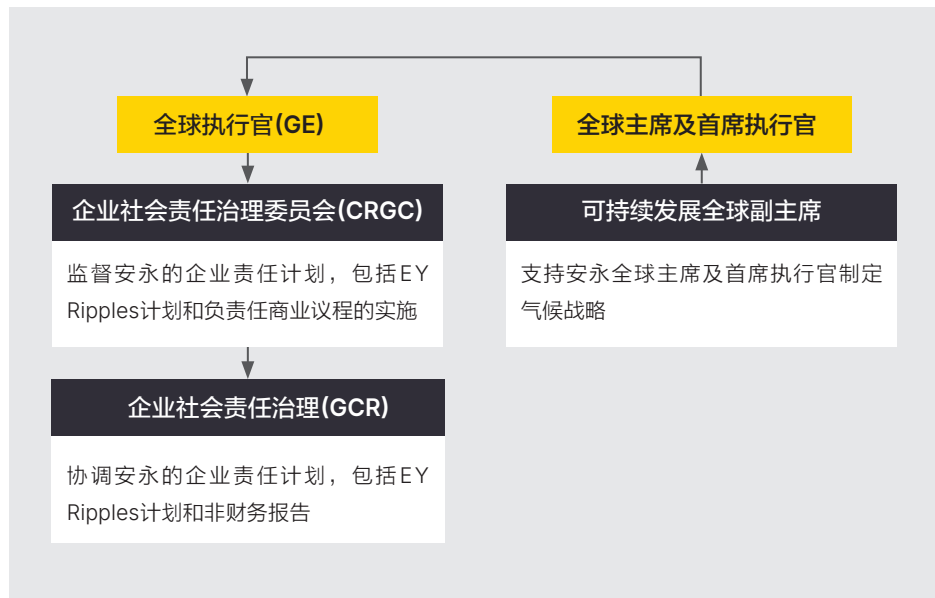 全球执行官(GE)
全球主席及首席执行官
企业社会责任治理委员会(CRGC)
监督安永的企业责任计划，包括EY
Ripples计划和负责任商业议程的实施
可持续发展全球副主席
支持安永全球主席及首席执行官制定
气候战略
企业社会责任治理(GCR)
协调安永的企业责任计划，包括EY
Ripples计划和非财务报告